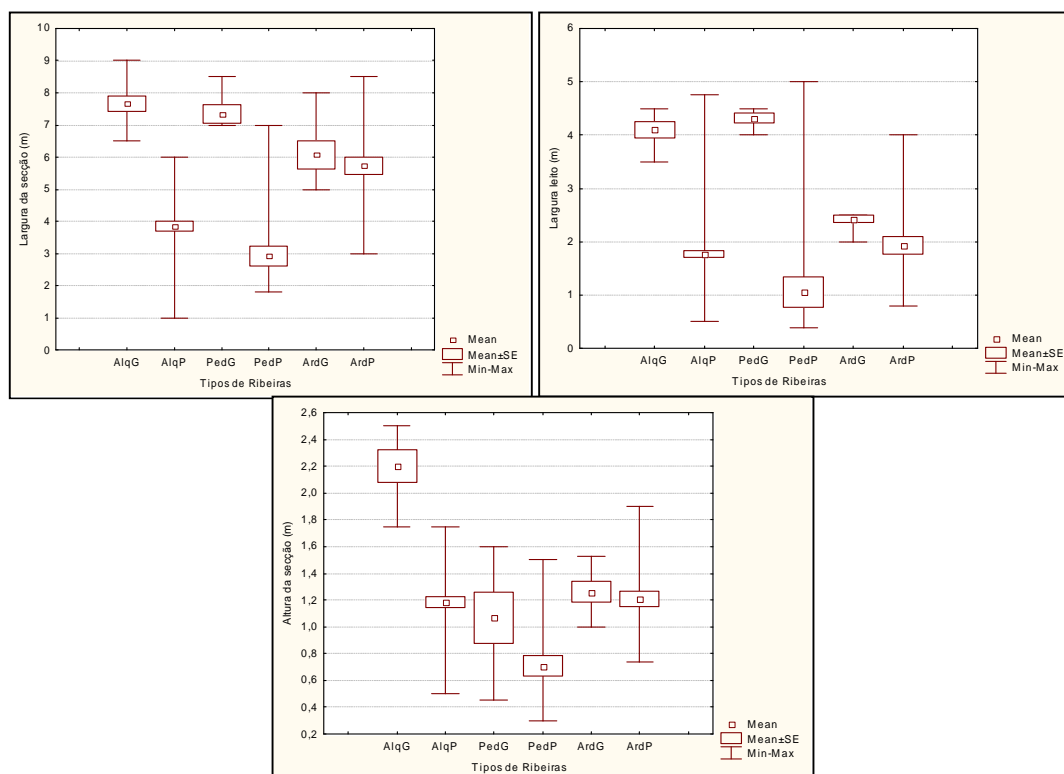 Largura da secção (m)
10
9
8
7
6
5
4
3
2
1
0
AlqG AlqP PedG PedP ArdG ArdP
Tipos de Ribeiras
Mean
Mean±SE
Min-Max
Largura leito (m)
6
5
4
3
2
1
0
AlqG AlqP PedG PedP ArdG ArdP
Tipos de Ribeiras
Mean
Mean±SE
Min-Max
Altura da secção (m)
2,6
2,4
2,2
2,0
1,8
1,6
1,4
1,2
1,0
0,8
0,6
0,4
0,2
AlqG AlqP PedG PedP ArdG ArdP
Tipos de Ribeiras
Mean
Mean±SE
Min-Max